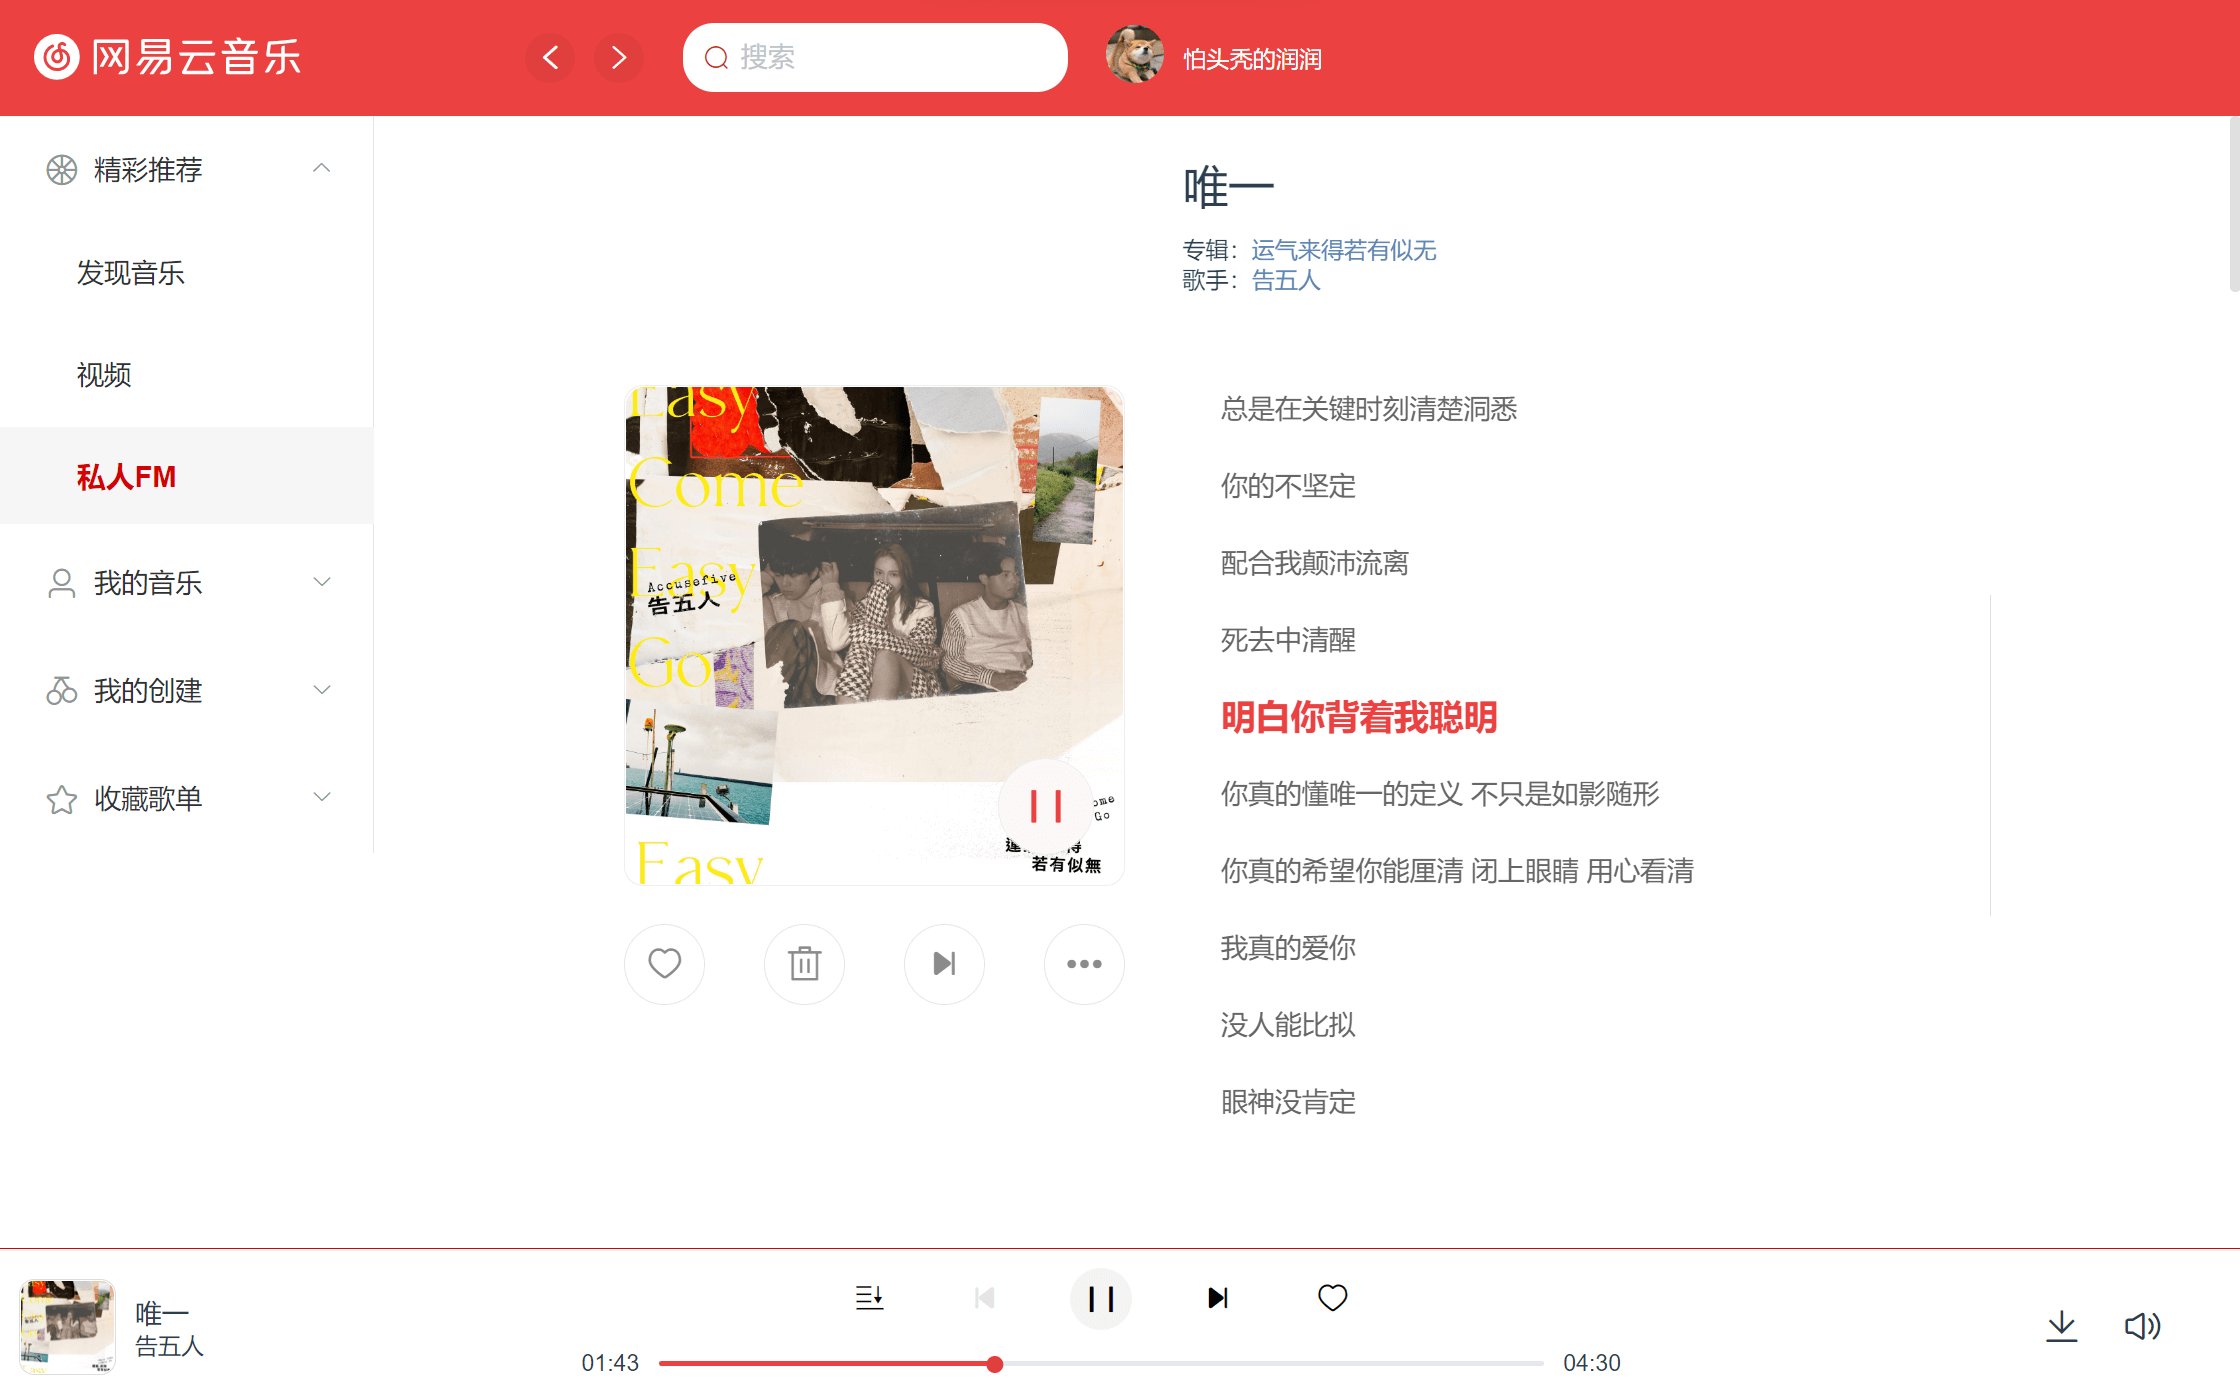 网易云音乐
搜索
怕头秃的润润
精彩推荐
发现音乐
视频
私人FM
我的音乐
我的创建
收藏歌单
唯一
专辑：运气来得若有似无
歌手：告五人
Easy
Come
Easy
Accusefive
告五人
Go
Easy
ome
Go
若有似無
总是在关键时刻清楚洞悉
你的不坚定
配合我颠沛流离
死去中清醒
明白你背着我聪明
你真的懂唯一的定义 不只是如影随形
你真的希望你能厘清 闭上眼睛 用心看清
我真的爱你
没人能比拟
眼神没肯定
唯一
告五人
01:43
04:30